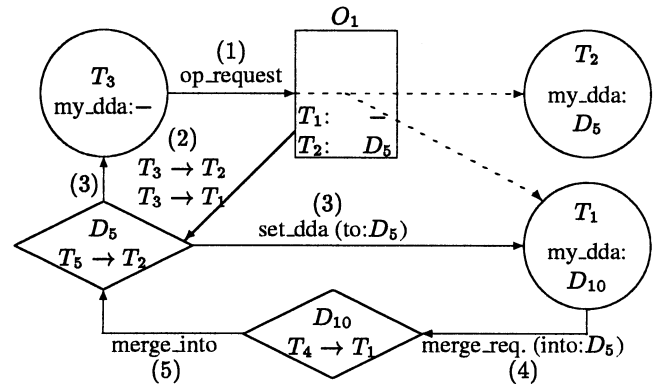 O₁
(1)
op_request
T₃
my_dda:–
T₂
my_dda:
D₅
T₁: –
T₂: D₅
(2)
T₃ → T₂
T₃ → T₁
(3)
(3)
set_dda (to:D₅)
T₁
my_dda:
D₁₀
D₅
T₅ → T₂
D₁₀
T₄ → T₁
merge_into
(5)
merge_req. (into:D₅)
(4)